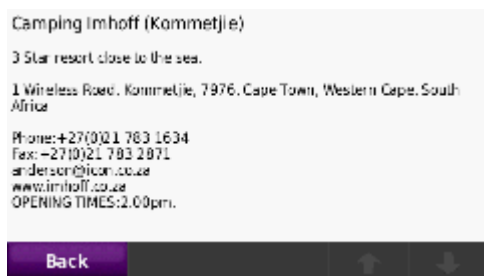 Camping Imhoff (Kommetjie)
3 Star resort close to the sea.
1 Wireless Road, Kommetjie, 7976, Cape Town, Western Cape, South
Africa
Phone:+27(0)21 783 1634
Fax:+27(0)21 783 2871
anderson@icon.co.za
www.imhoff.co.za
OPENING TIMES:2.00pm.
Back